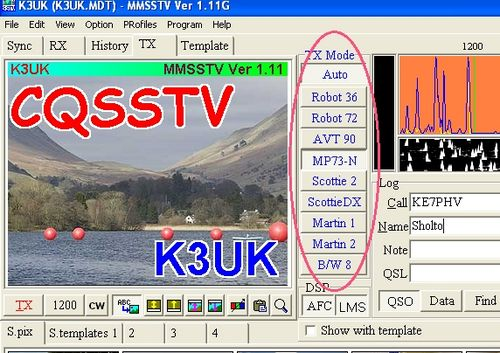 K3UK (K3UK.MDT) - MMSSTV Ver 1.11G
File Edit View Option PRofiles Program Help
Sync RX History TX Template
K3UK MMSSTV Ver 1.11
CQSSTV
K3UK
TX 1200 CW ABC
S.pix S.templates 1 2 3 4
TX Mode
Auto
Robot 36
Robot 72
AVT 90
MP73-N
Scottie 2
ScottieDX
Martin 1
Martin 2
B/W 8
DSP
AFC LMS
Show with template
1200
Log
Call KE7PHV
Name Sholto
Note
QSL
QSO Data Find